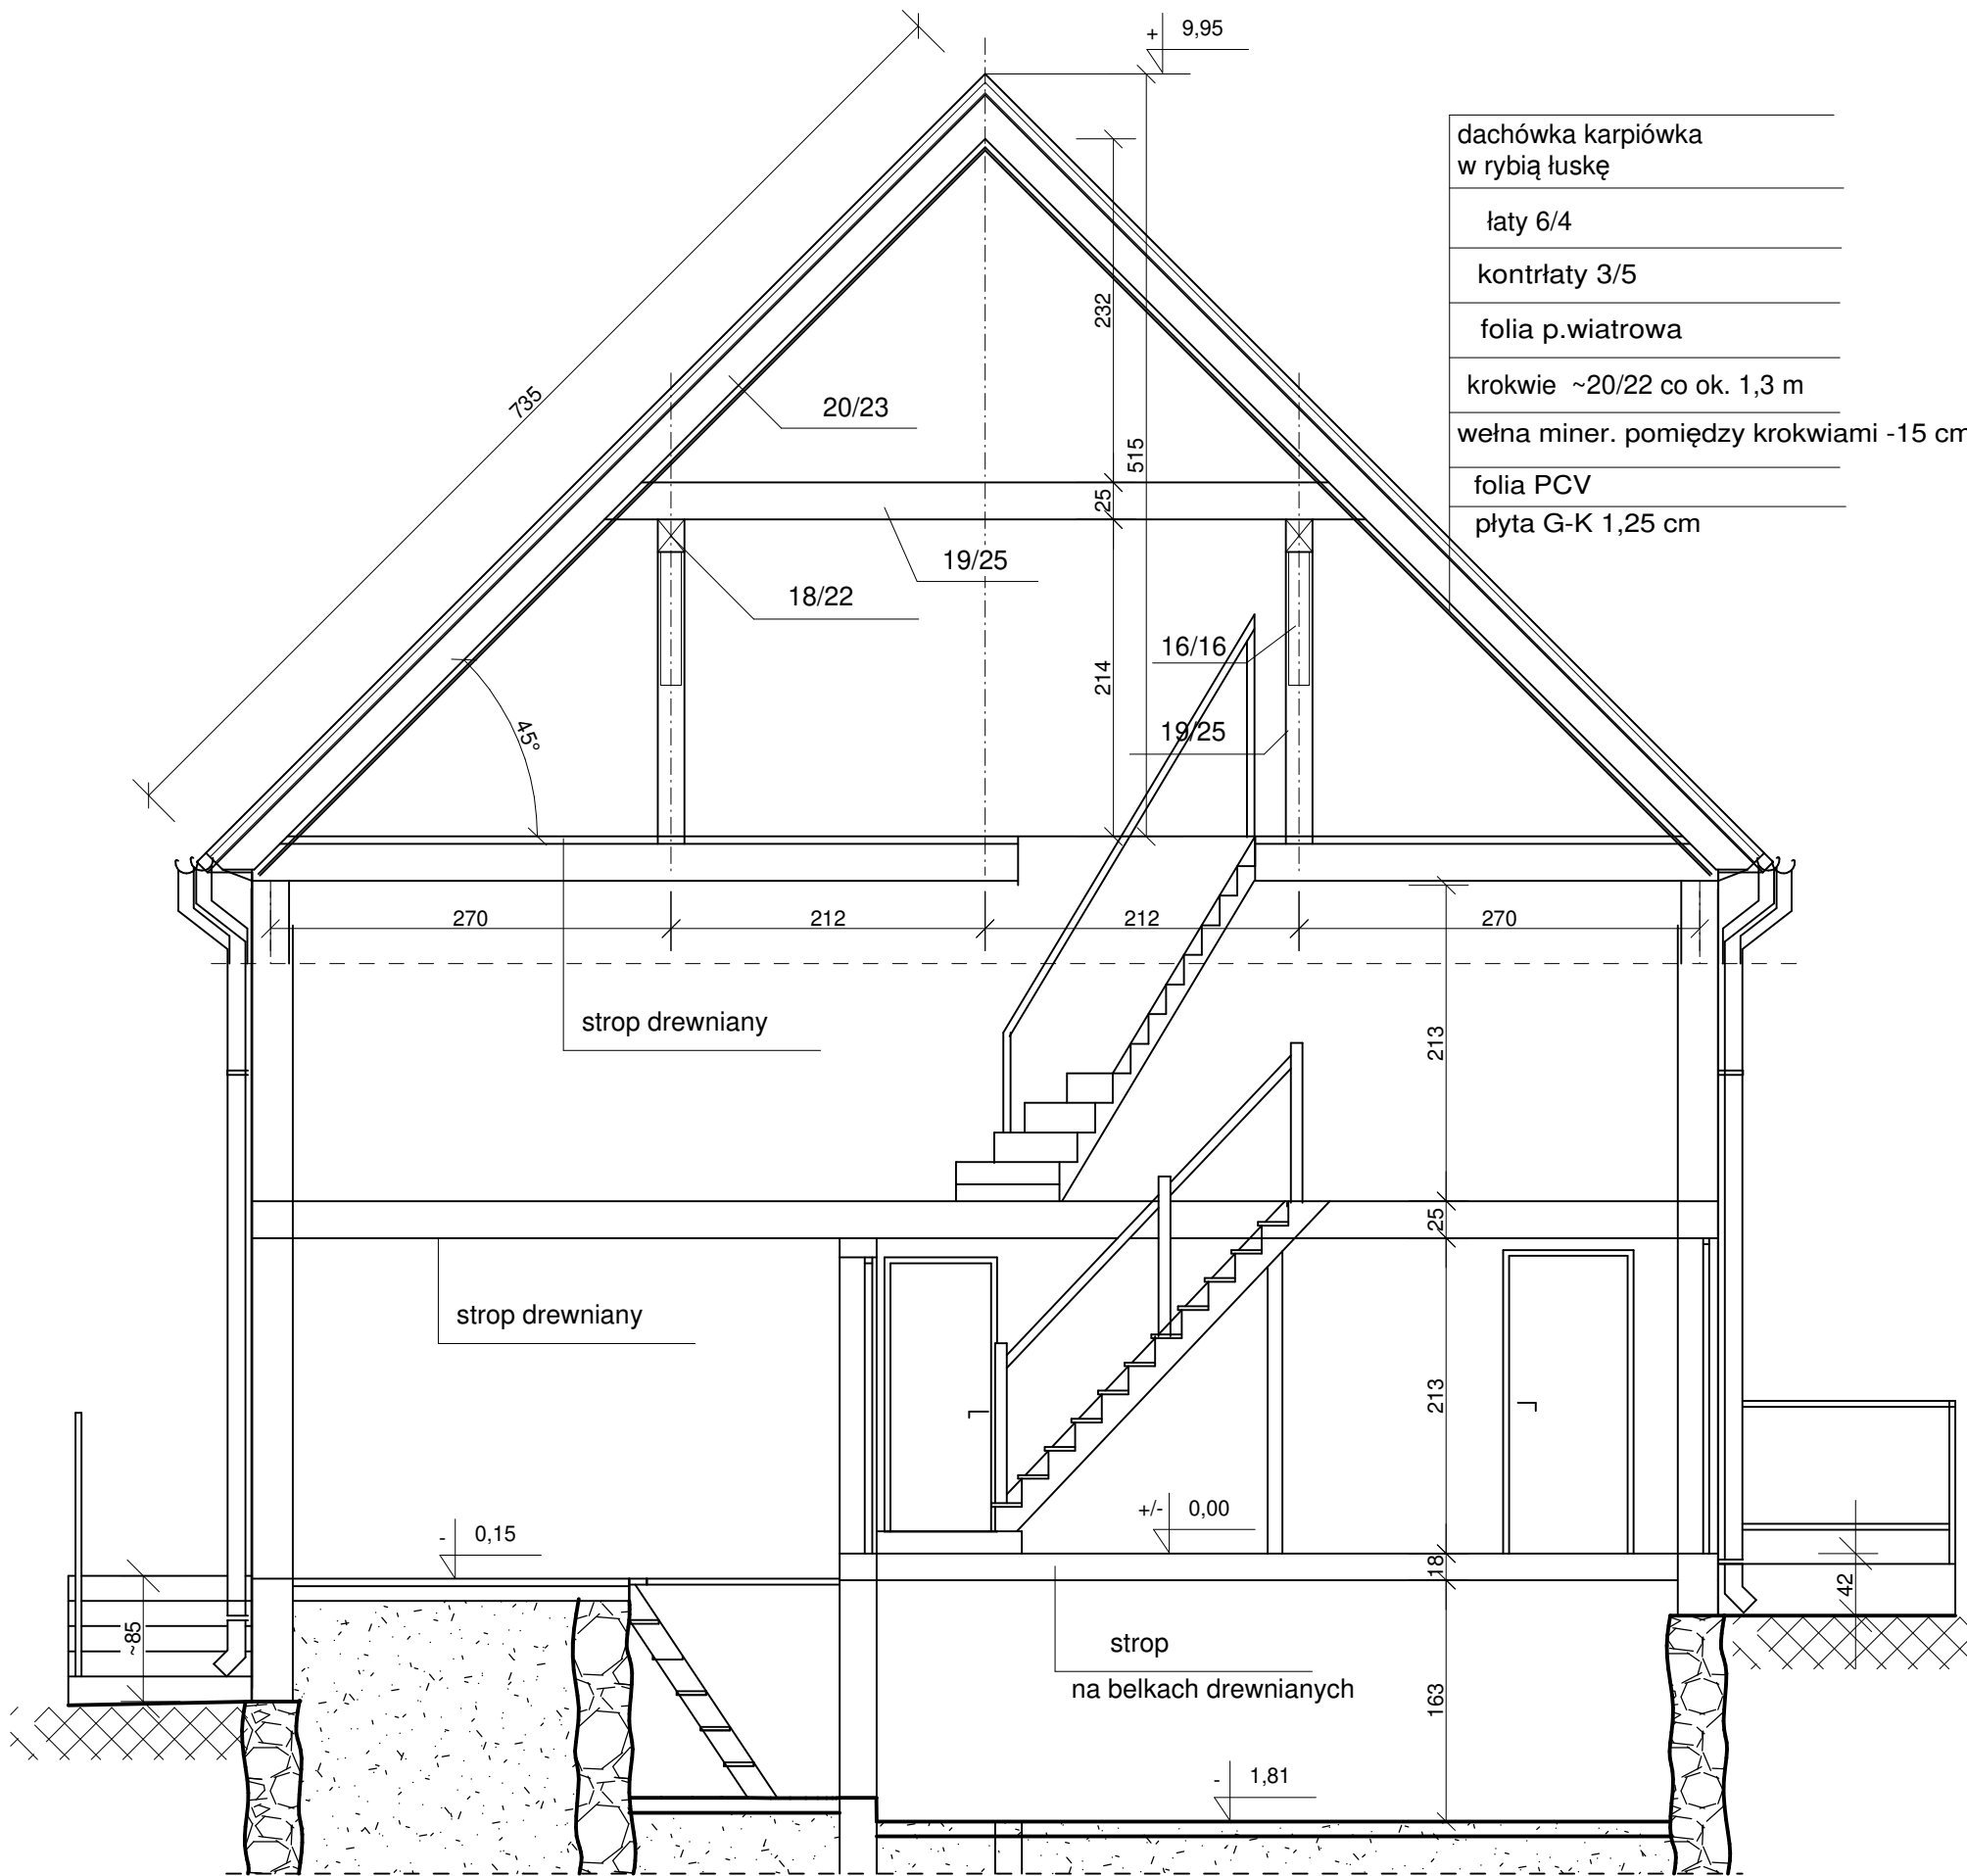 + 9,95
dachówka karpiówka
w rybią łuskę
łaty 6/4
kontrłaty 3/5
folia p.wiatrowa
krokwie ~20/22 co ok. 1,3 m
wełna miner. pomiędzy krokwiami -15 cm
folia PCV
płyta G-K 1,25 cm
735
232
515
20/23
25
19/25
18/22
16/16
214
19/25
45°
270
212
212
270
strop drewniany
213
25
strop drewniany
213
- 0,15
+/- 0,00
18
42
~85
strop
na belkach drewnianych
163
- 1,81